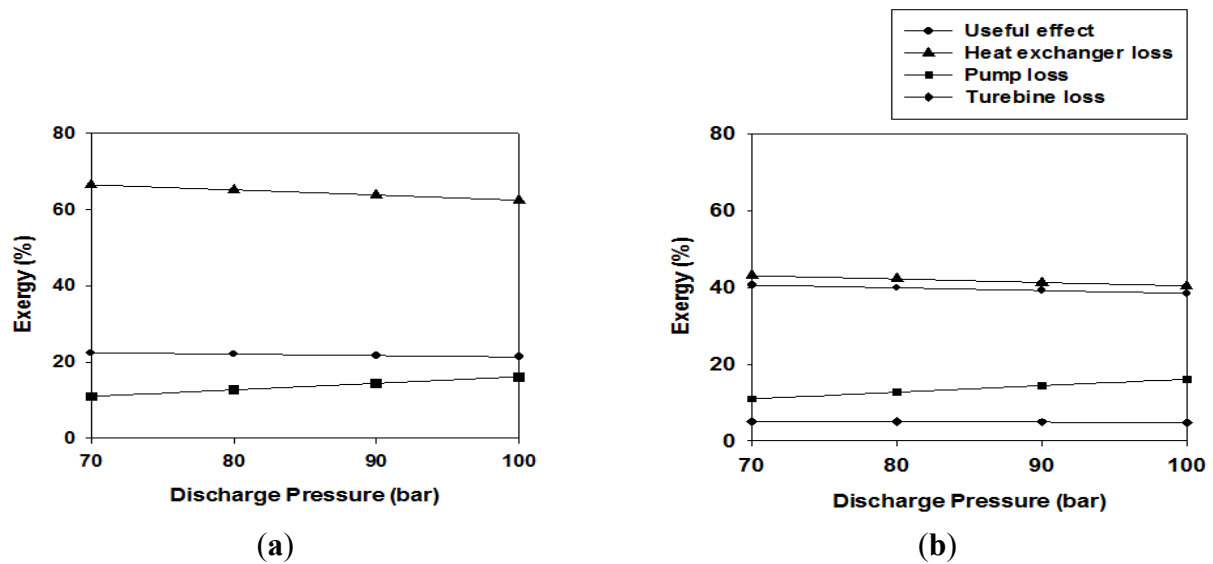 Useful effect
Heat exchanger loss
Pump loss
Turebine loss
80
60
40
20
0
70 80 90 100
Exergy (%)
Discharge Pressure (bar)
(a)
80
60
40
20
0
70 80 90 100
Exergy (%)
Discharge Pressure (bar)
(b)